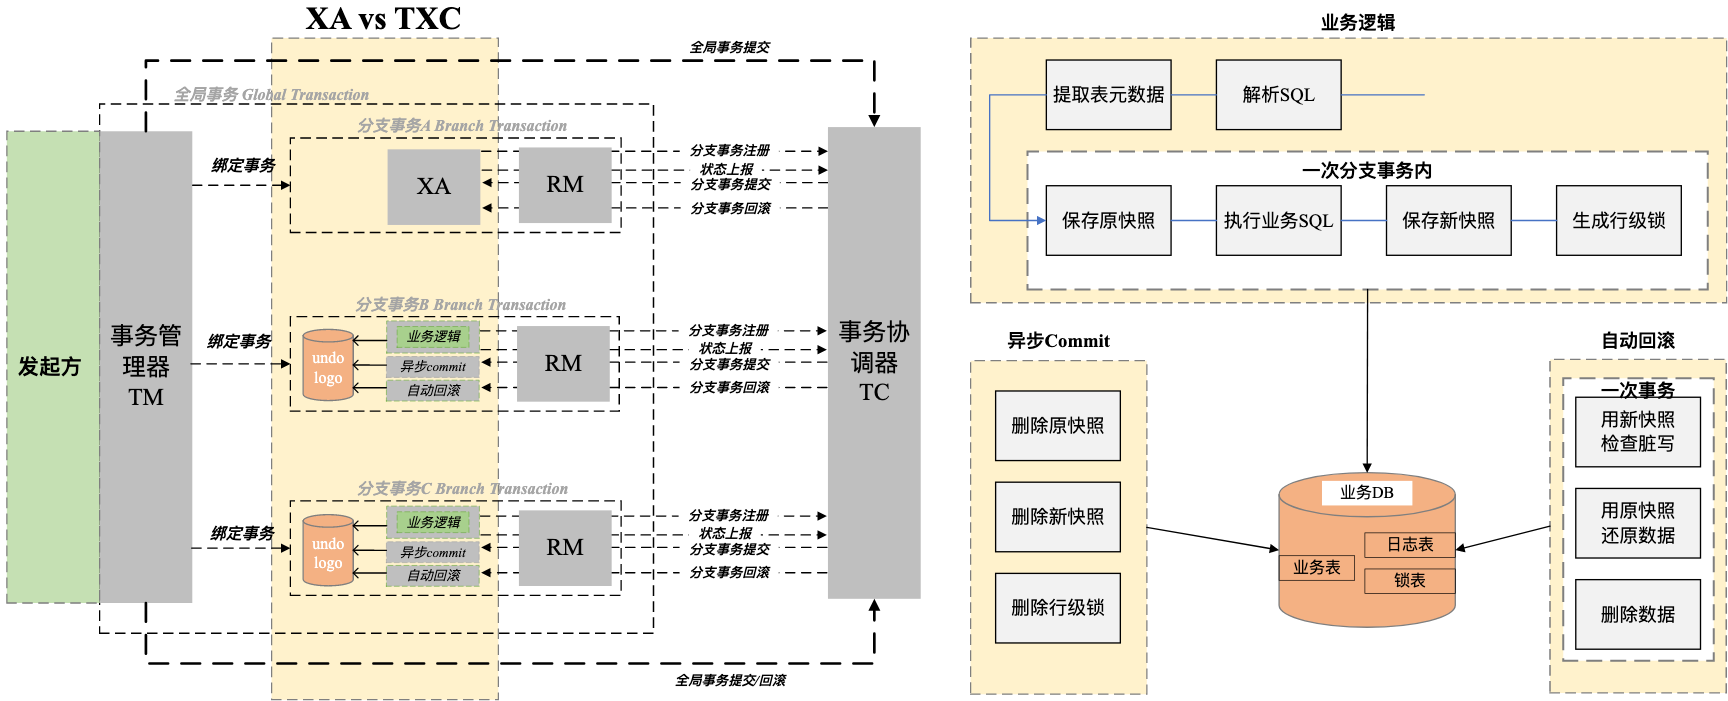 XA vs TXC
全局事务提交
全局事务 Global Transaction
发起方
事务管
理器
TM
绑定事务
分支事务A Branch Transaction
XA
RM
分支事务注册
状态上报
分支事务提交
分支事务回滚
绑定事务
分支事务B Branch Transaction
undo
logo
业务逻辑
异步commit
自动回滚
RM
分支事务注册
状态上报
分支事务提交
分支事务回滚
绑定事务
分支事务C Branch Transaction
undo
logo
业务逻辑
异步commit
自动回滚
RM
分支事务注册
状态上报
分支事务提交
分支事务回滚
事务协
调器
TC
全局事务提交/回滚
业务逻辑
提取表元数据
解析SQL
一次分支事务内
保存原快照
执行业务SQL
保存新快照
生成行级锁
异步Commit
删除原快照
删除新快照
删除行级锁
业务DB
日志表
业务表
锁表
自动回滚
一次事务
用新快照
检查脏写
用原快照
还原数据
删除数据